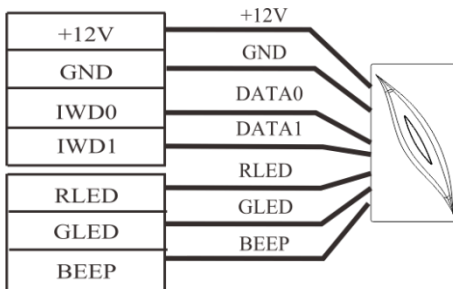 +12V
GND
IWD0
IWD1
RLED
GLED
BEEP
+12V
GND
DATA0
DATA1
RLED
GLED
BEEP